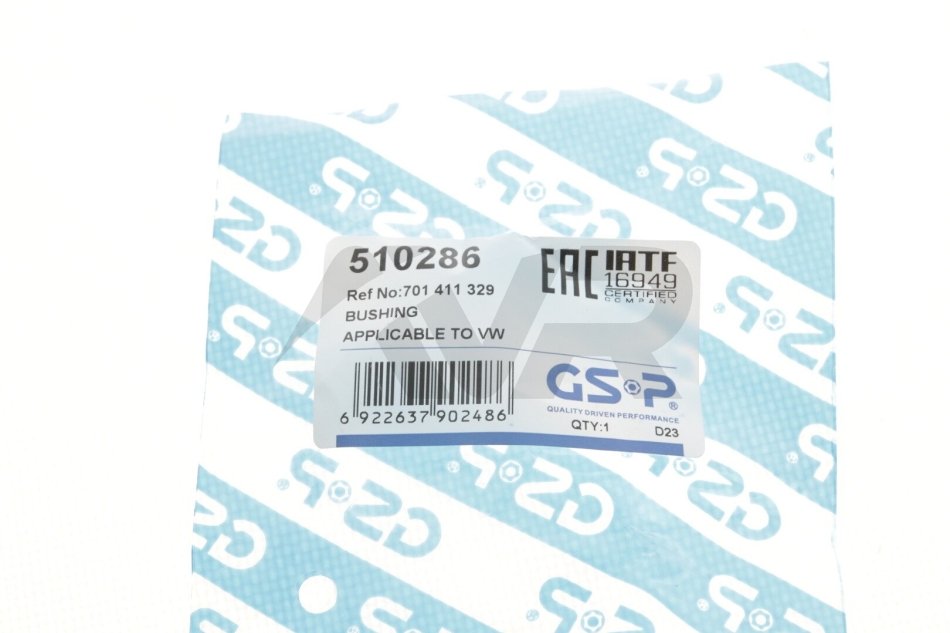 510286
Ref No:701 411 329
BUSHING
APPLICABLE TO VW
6 922637 902486
EAC
IATF
16949
CERTIFIED
COMPANY
GSP®
QUALITY DRIVEN PERFORMANCE
QTY:1 D23